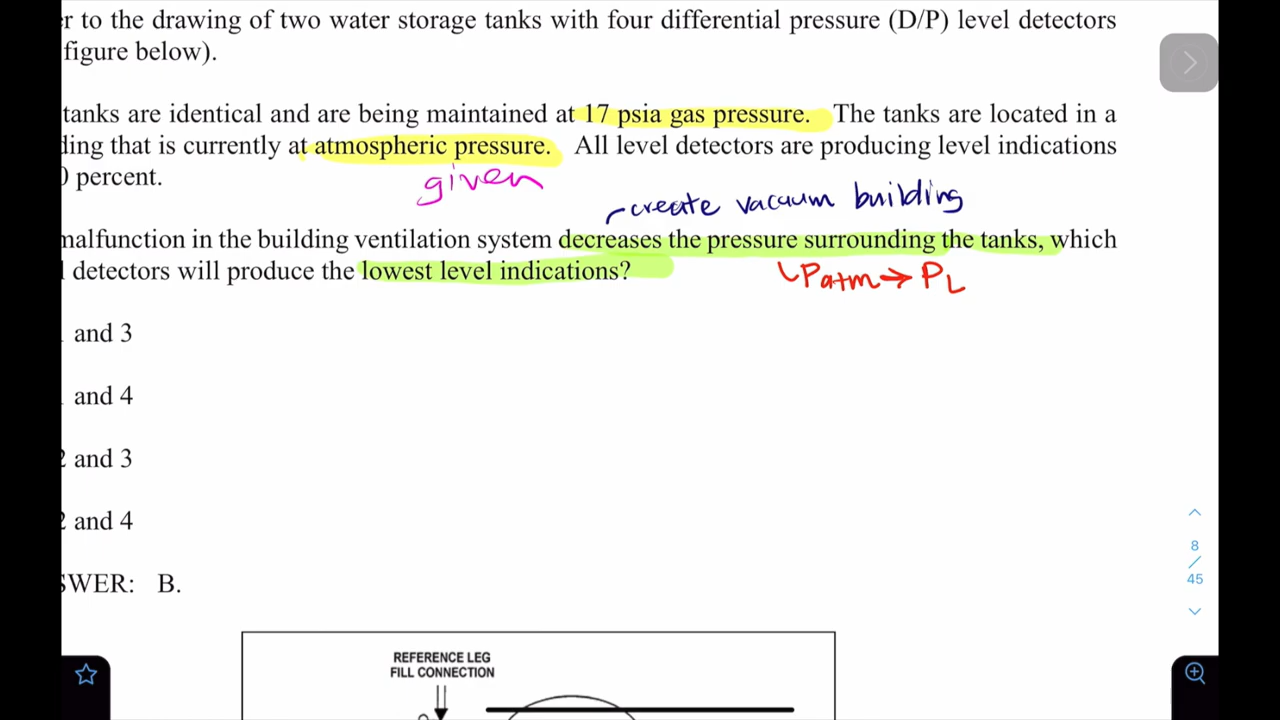 er to the drawing of two water storage tanks with four differential pressure (D/P) level detectors
figure below).
tanks are identical and are being maintained at 17 psia gas pressure. The tanks are located in a
ding that is currently at atmospheric pressure. All level detectors are producing level indications
0 percent.
given
create vacuum building
malfunction in the building ventilation system decreases the pressure surrounding the tanks, which
l detectors will produce the lowest level indications?
Patm → PL
1 and 3
1 and 4
2 and 3
2 and 4
SWER: B.
8
/
45
REFERENCE LEG
FILL CONNECTION